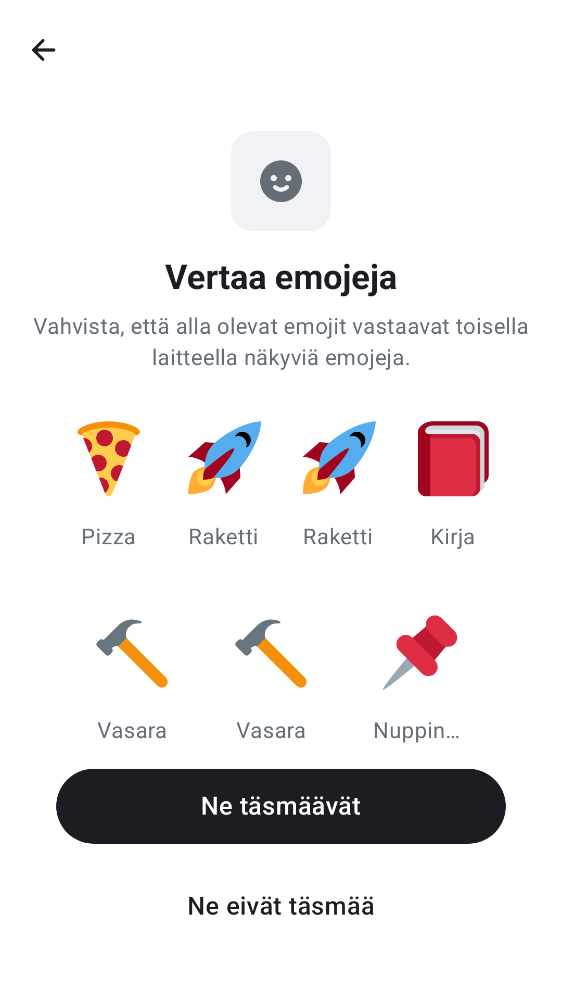 Vertaa emojeja
Vahvista, että alla olevat emojit vastaavat toisella
laitteella näkyviä emojeja.
Pizza Raketti Raketti Kirja
Vasara Vasara Nuppin…
Ne täsmäävät
Ne eivät täsmää